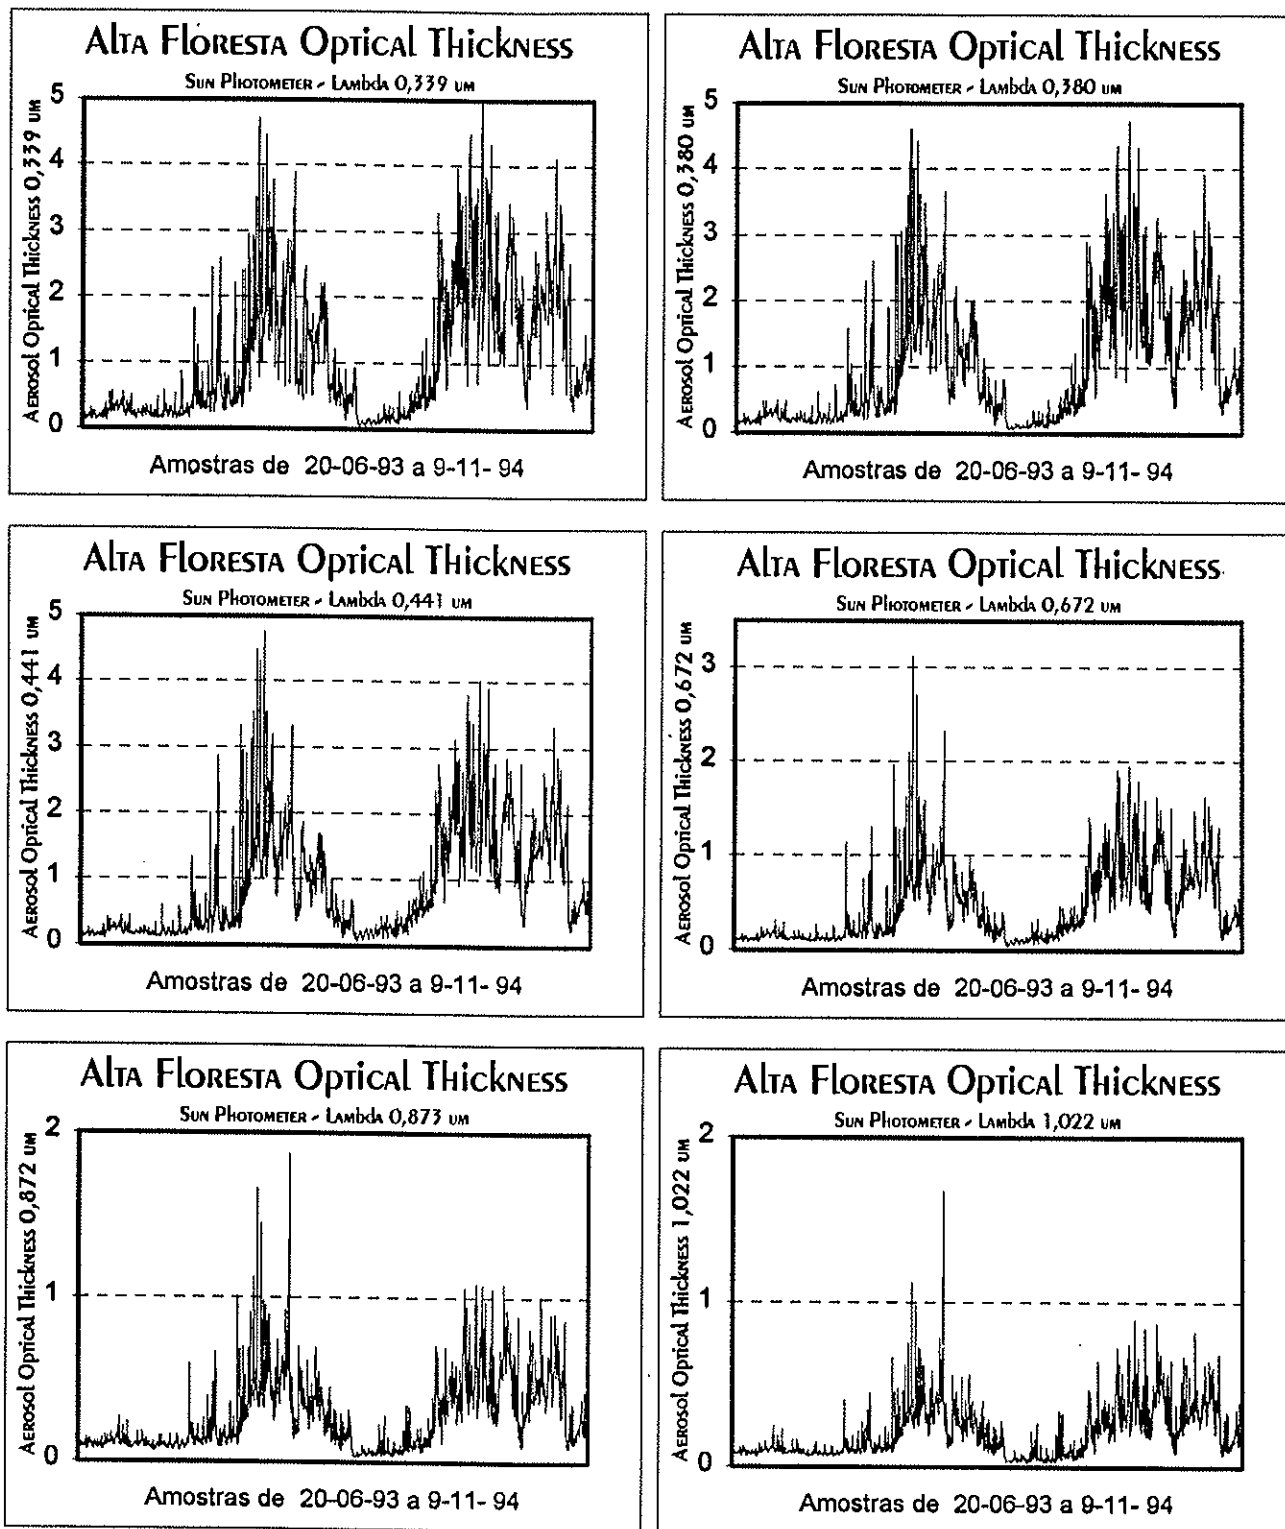 Alta Floresta Optical Thickness
Sun Photometer - Lambda 0,339 um
Aerosol Optical Thickness 0,339 um
5
4
3
2
1
0
Amostras de 20-06-93 a 9-11- 94
Alta Floresta Optical Thickness
Sun Photometer - Lambda 0,380 um
Aerosol Optical Thickness 0,380 um
5
4
3
2
1
0
Amostras de 20-06-93 a 9-11- 94
Alta Floresta Optical Thickness
Sun Photometer - Lambda 0,441 um
Aerosol Optical Thickness 0,441 um
5
4
3
2
1
0
Amostras de 20-06-93 a 9-11- 94
Alta Floresta Optical Thickness
Sun Photometer - Lambda 0,672 um
Aerosol Optical Thickness 0,672 um
3
2
1
0
Amostras de 20-06-93 a 9-11- 94
Alta Floresta Optical Thickness
Sun Photometer - Lambda 0,873 um
Aerosol Optical Thickness 0,872 um
2
1
0
Amostras de 20-06-93 a 9-11- 94
Alta Floresta Optical Thickness
Sun Photometer - Lambda 1,022 um
Aerosol Optical Thickness 1,022 um
2
1
0
Amostras de 20-06-93 a 9-11- 94